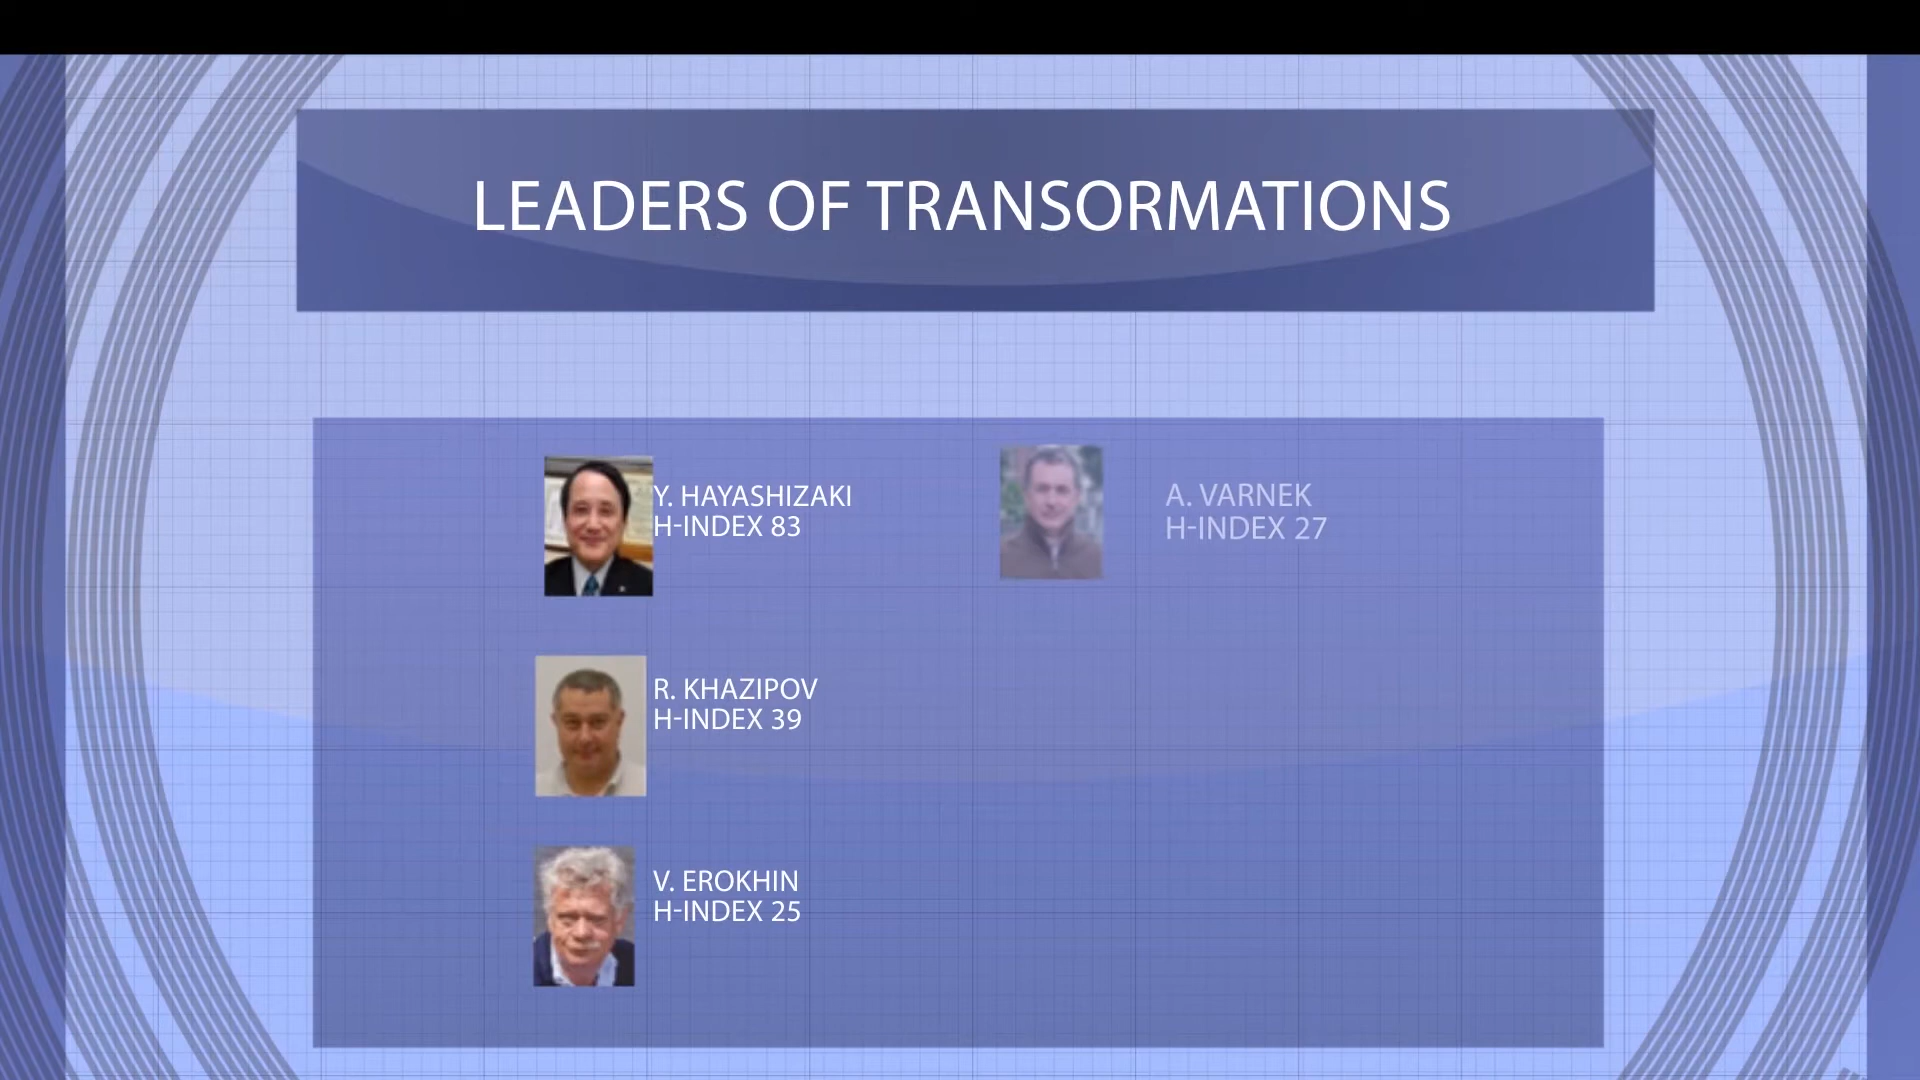 LEADERS OF TRANSORMATIONS
Y. HAYASHIZAKI
H-INDEX 83
A. VARNEK
H-INDEX 27
R. KHAZIPOV
H-INDEX 39
V. EROKHIN
H-INDEX 25